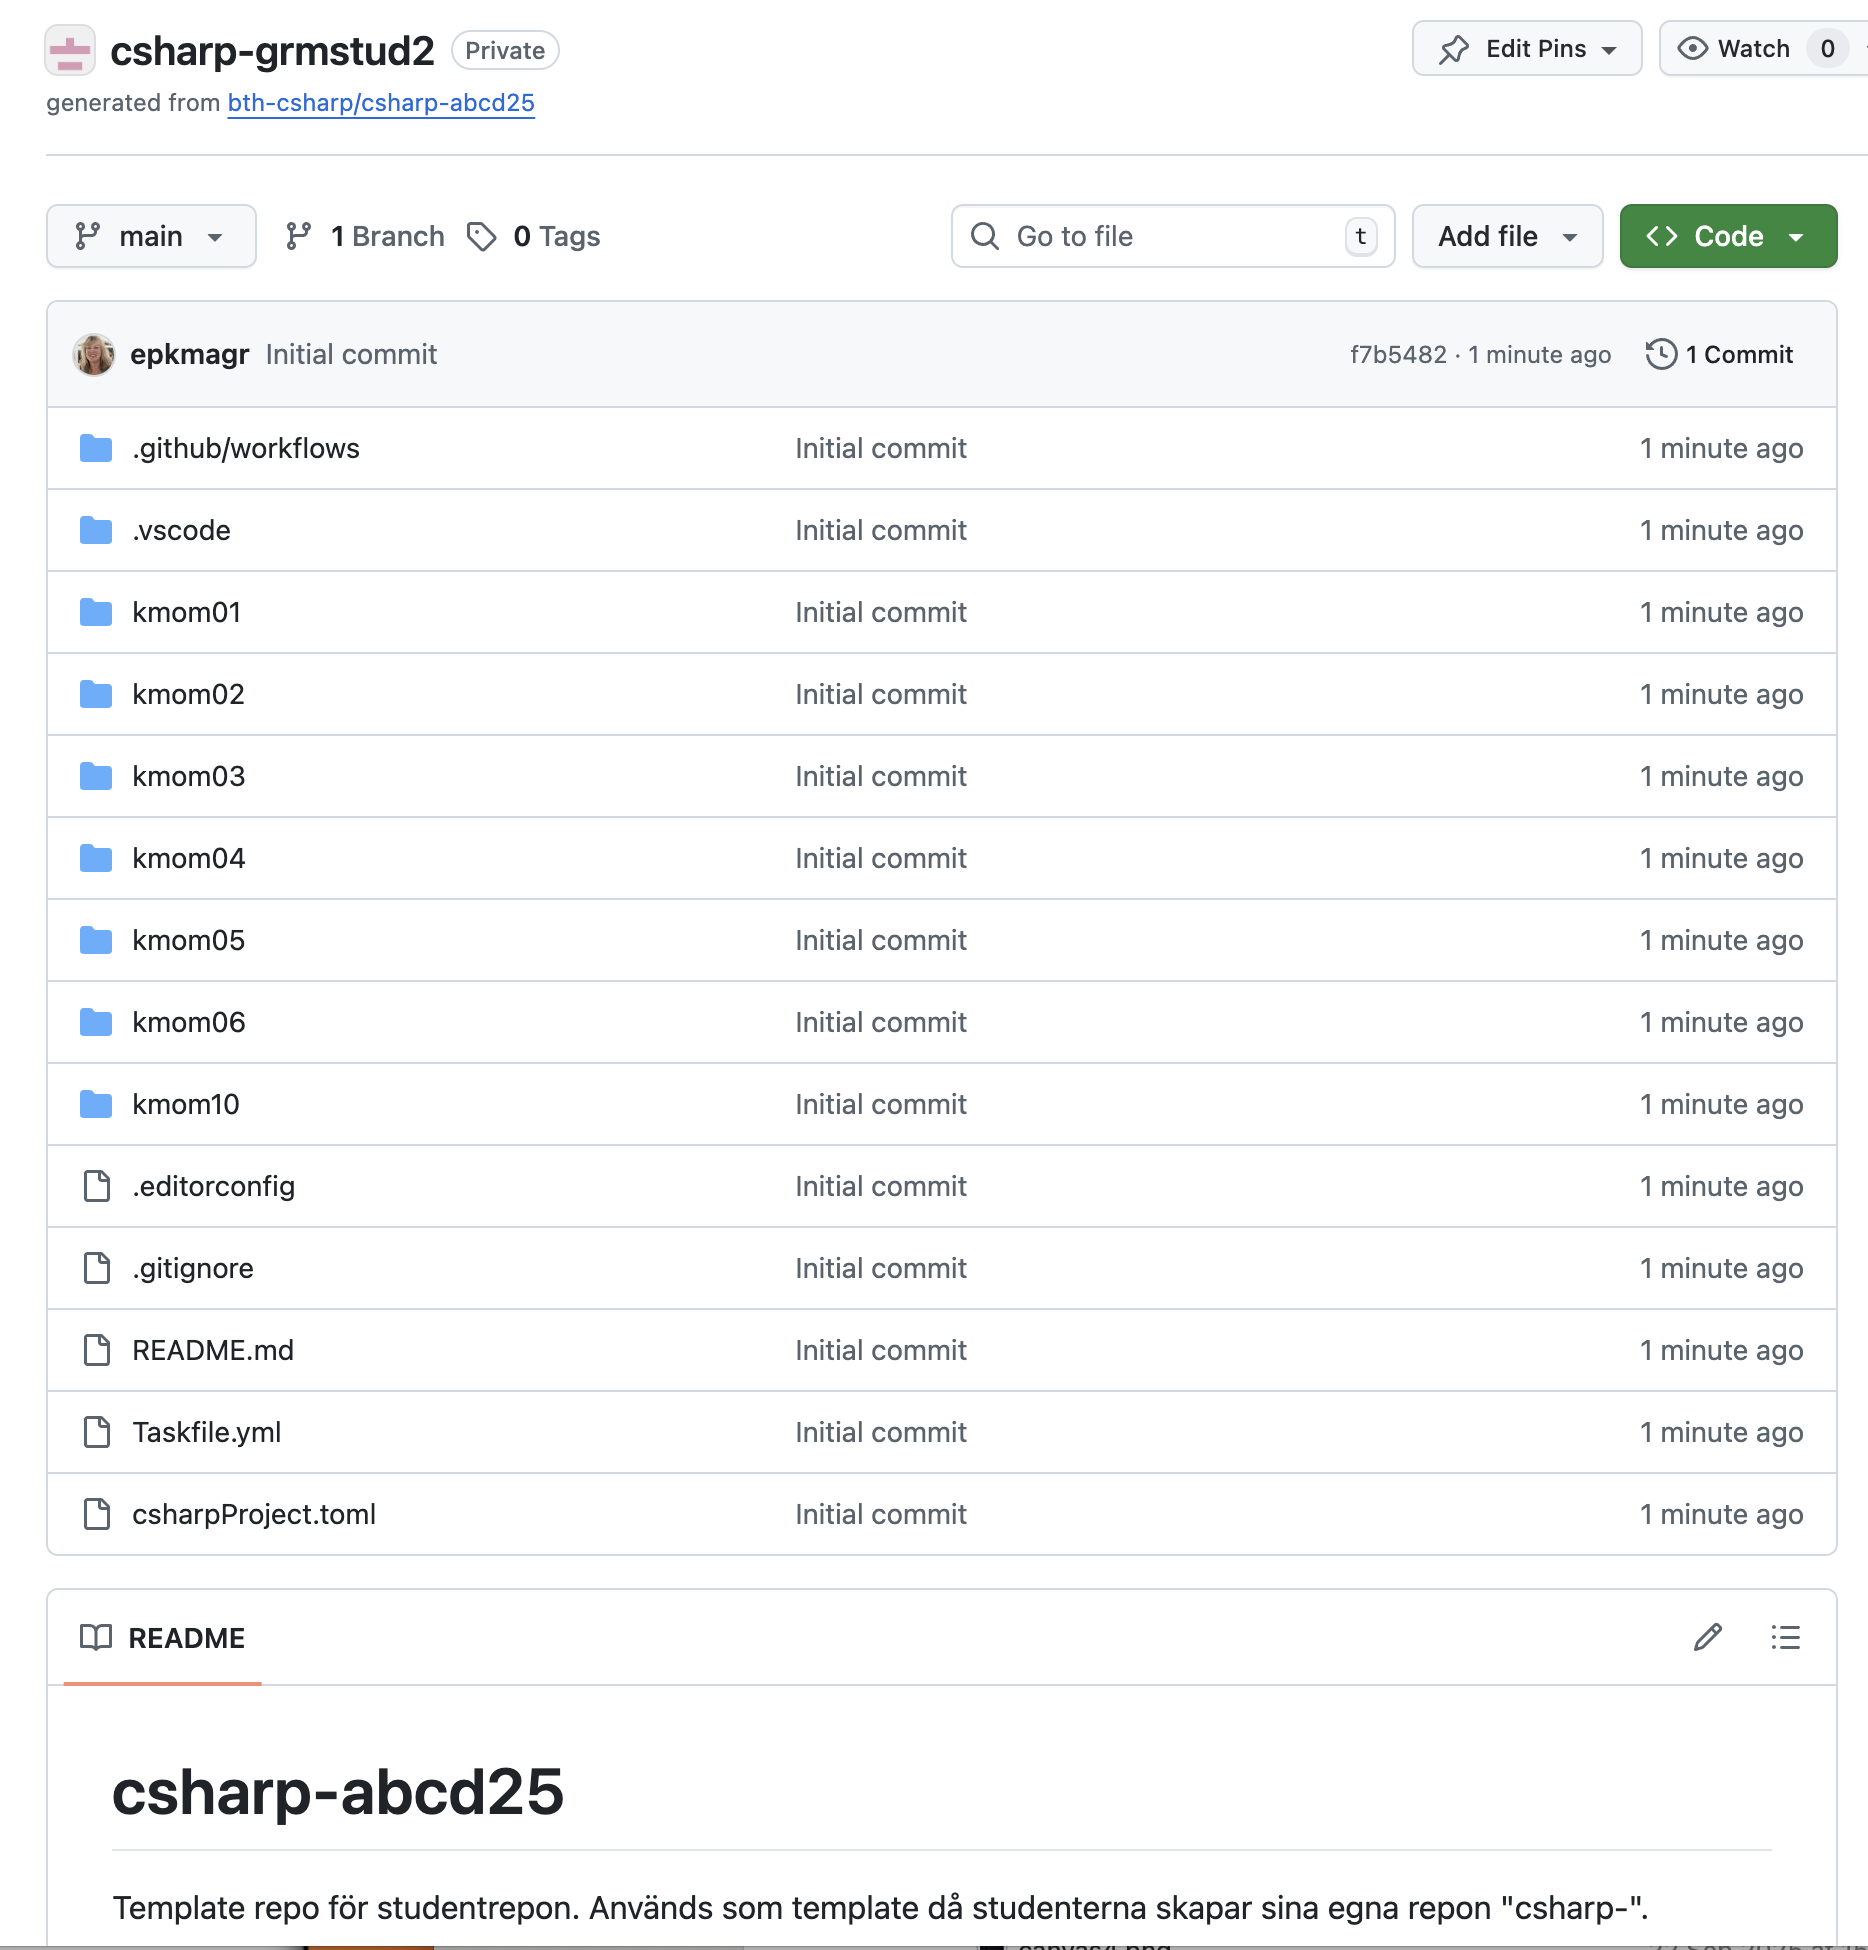 csharp-grmstud2 Private Edit Pins Watch 0
generated from bth-csharp/csharp-abcd25
main 1 Branch 0 Tags Go to file t Add file Code
epkmagr Initial commit f7b5482 · 1 minute ago 1 Commit
.github/workflows Initial commit 1 minute ago
.vscode Initial commit 1 minute ago
kmom01 Initial commit 1 minute ago
kmom02 Initial commit 1 minute ago
kmom03 Initial commit 1 minute ago
kmom04 Initial commit 1 minute ago
kmom05 Initial commit 1 minute ago
kmom06 Initial commit 1 minute ago
kmom10 Initial commit 1 minute ago
.editorconfig Initial commit 1 minute ago
.gitignore Initial commit 1 minute ago
README.md Initial commit 1 minute ago
Taskfile.yml Initial commit 1 minute ago
csharpProject.toml Initial commit 1 minute ago
README
csharp-abcd25
Template repo för studentrepon. Används som template då studenterna skapar sina egna repon "csharp-".